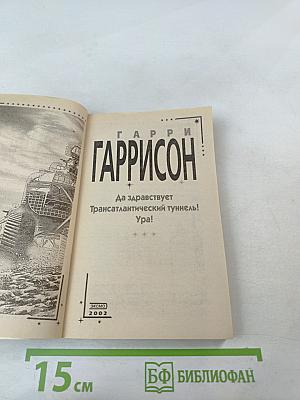 ГАРРИ
ГАРРИСОН
Да здравствует
Трансатлантический туннель!
Ура!
ЭКСМО
2002
15 см
БФ БИБЛИОФАН